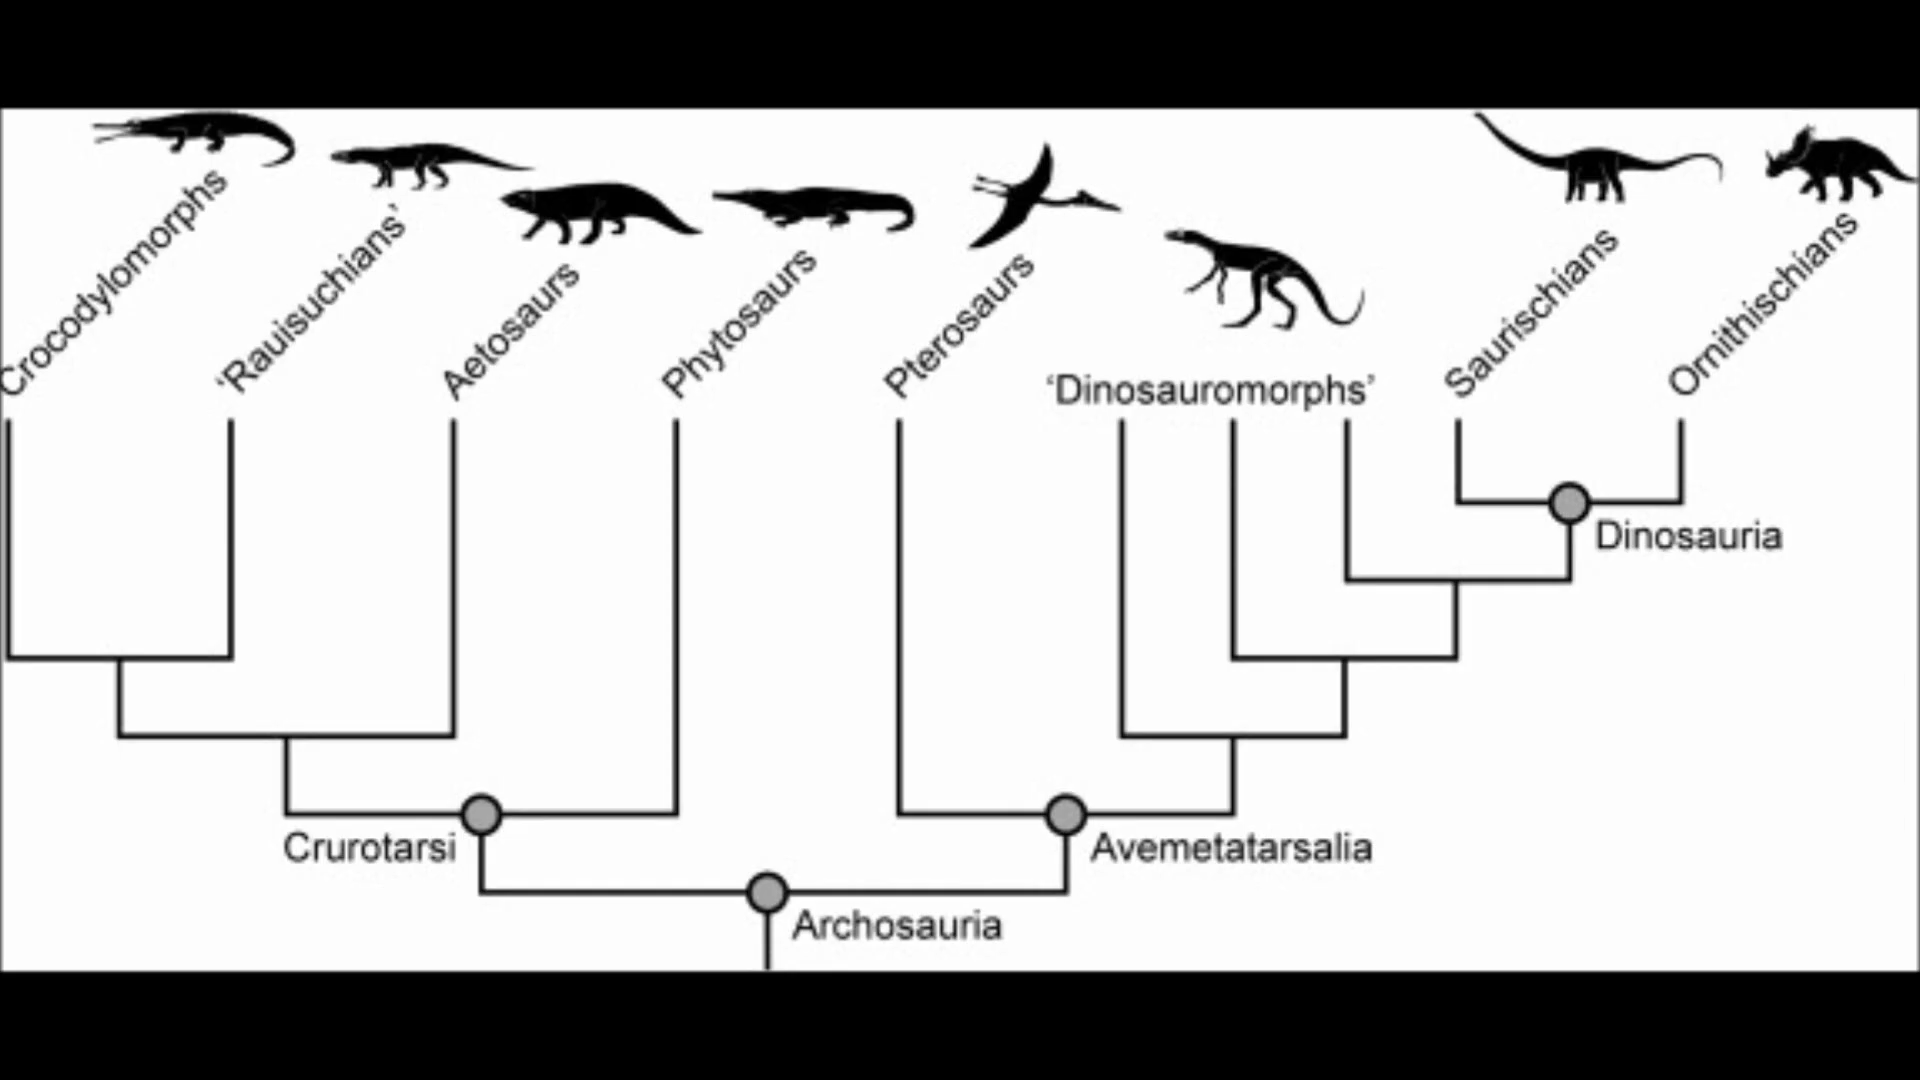 Crocodylomorphs
‘Rauisuchians’
Aetosaurs
Phytosaurs
Pterosaurs
‘Dinosauromorphs’
Saurischians
Ornithischians
Dinosauria
Crurotarsi
Avemetatarsalia
Archosauria